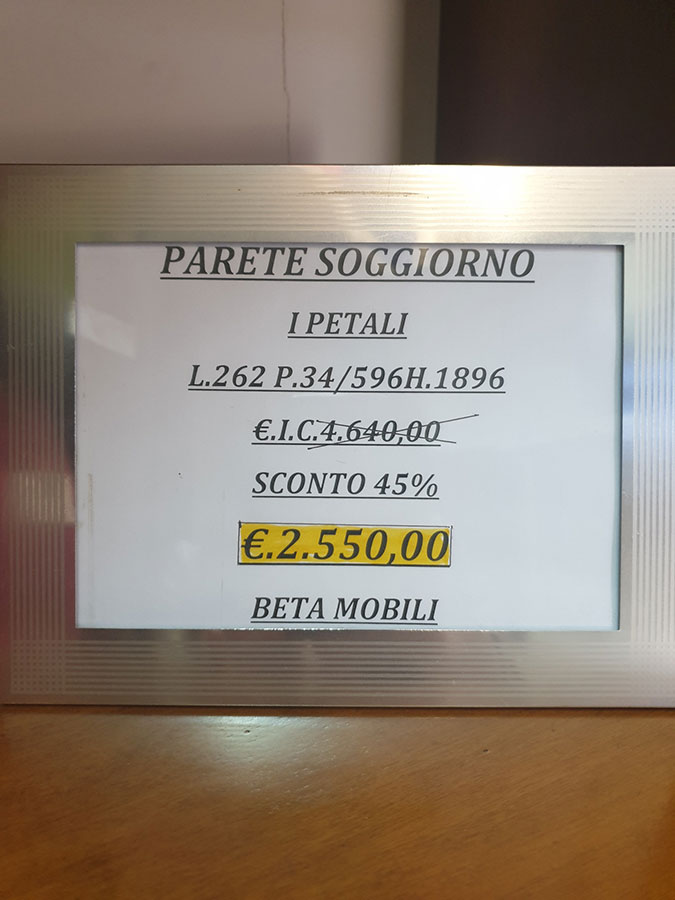 PARETE SOGGIORNO
I PETALI
L.262 P.34/596H.1896
€.I.C.4.640,00
SCONTO 45%
€.2.550,00
BETA MOBILI